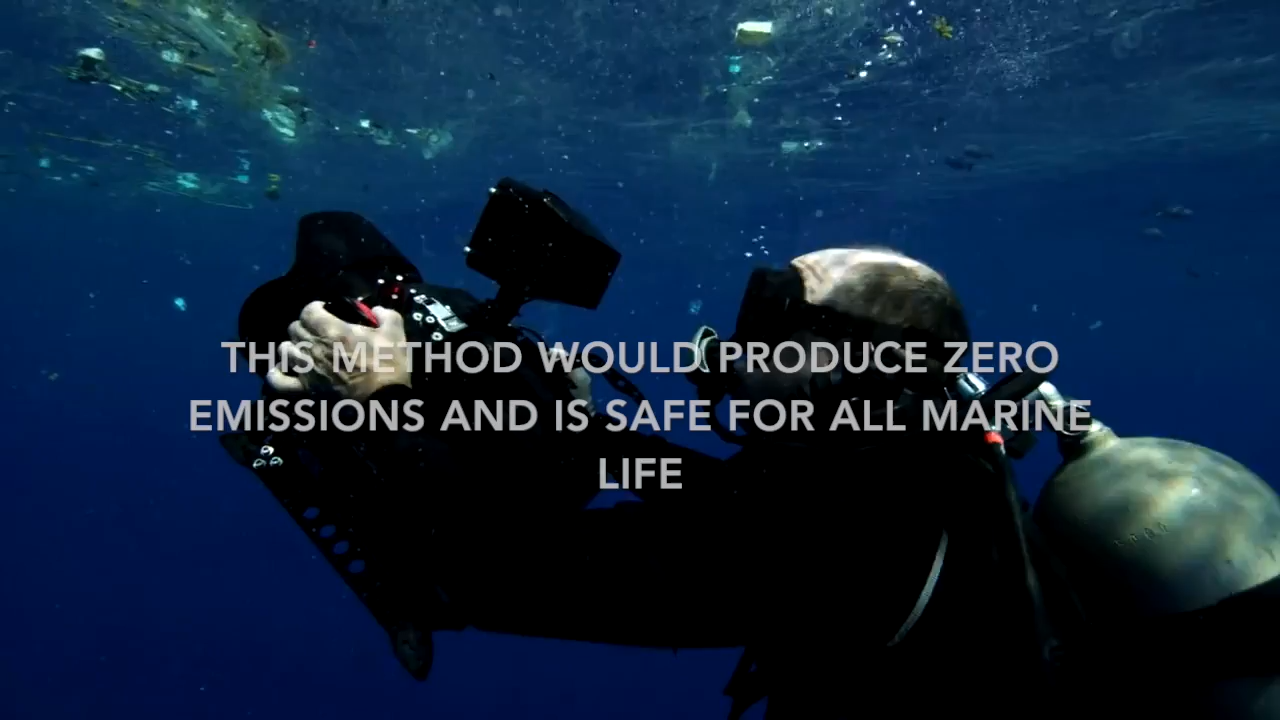 THIS METHOD WOULD PRODUCE ZERO
EMISSIONS AND IS SAFE FOR ALL MARINE
LIFE